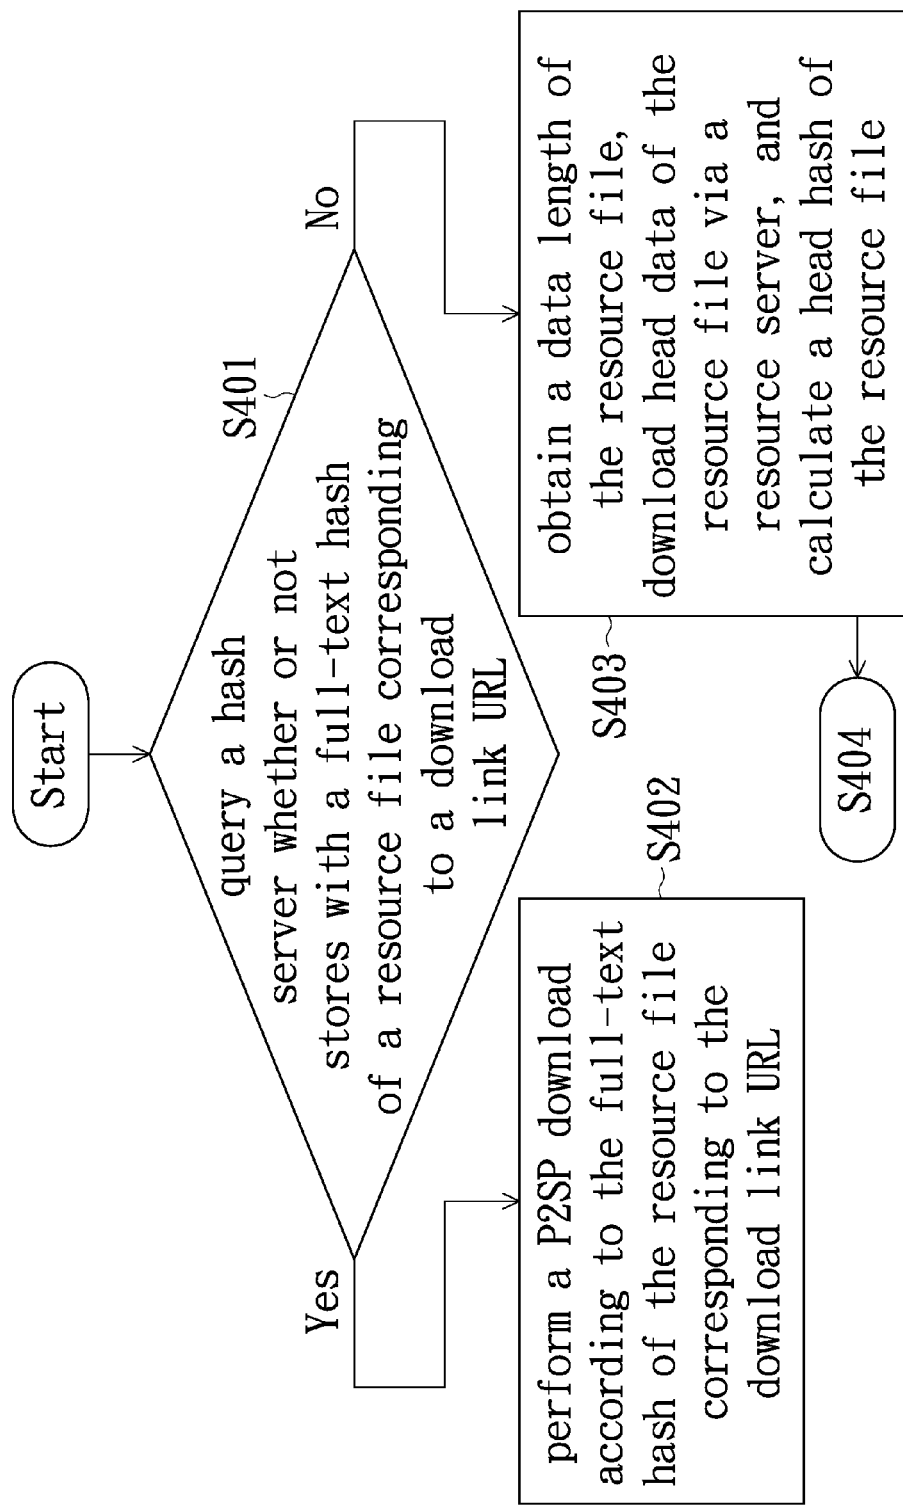 Start
S401
query a hash
server whether or not
stores with a full-text hash
of a resource file corresponding
to a download
link URL
Yes
No
S402
perform a P2SP download
according to the full-text
hash of the resource file
corresponding to the
download link URL
S403
obtain a data length of
the resource file,
download head data of the
resource file via a
resource server, and
calculate a head hash of
the resource file
S404